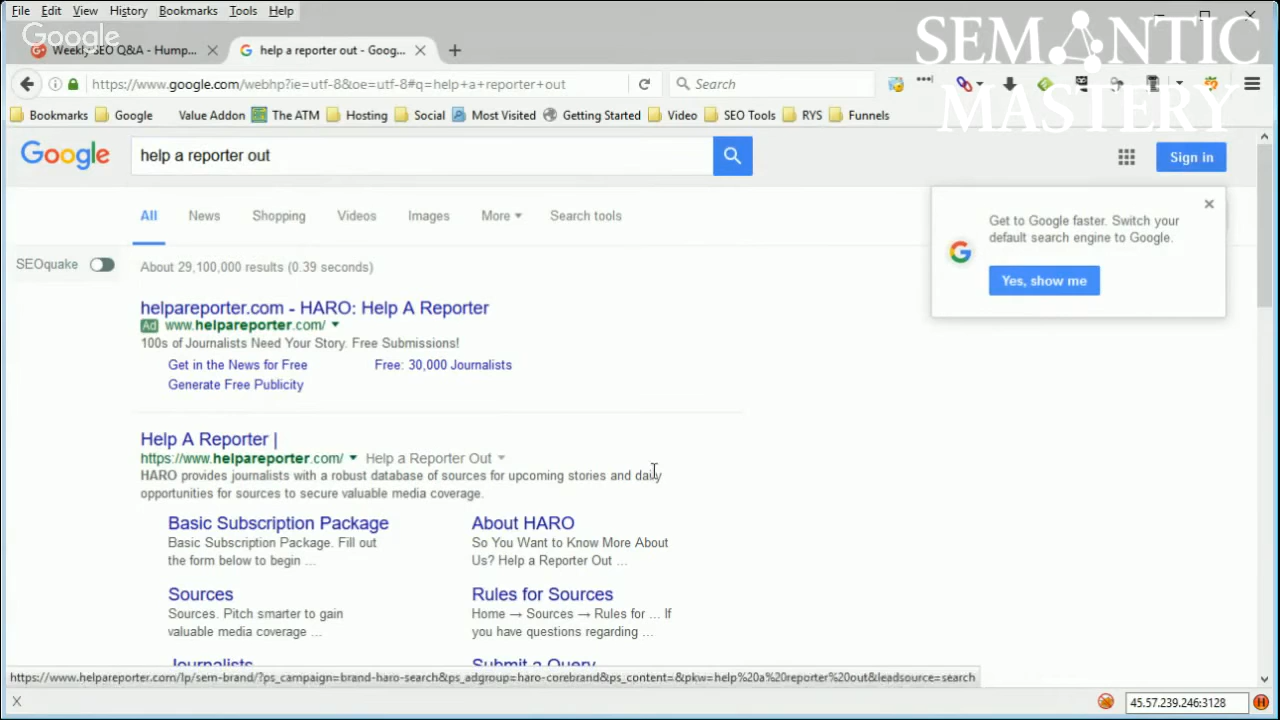 File Edit View History Bookmarks Tools Help
Google
SEMANTIC
MASTERY
Weekly SEO Q&A - Hump...
help a reporter out - Goog...
https://www.google.com/webhp?ie=utf-8&oe=utf-8#q=help+a+reporter+out
Search
Bookmarks Google Value Addon The ATM Hosting Social Most Visited Getting Started Video SEO Tools RYS Funnels
Google
help a reporter out
Sign in
All News Shopping Videos Images More Search tools
Get to Google faster. Switch your
default search engine to Google.
Yes, show me
SEOquake
About 29,100,000 results (0.39 seconds)
helpareporter.com - HARO: Help A Reporter
Ad www.helpareporter.com/
100s of Journalists Need Your Story. Free Submissions!
Get in the News for Free Free: 30,000 Journalists
Generate Free Publicity
Help A Reporter |
https://www.helpareporter.com/ Help a Reporter Out
HARO provides journalists with a robust database of sources for upcoming stories and daily
opportunities for sources to secure valuable media coverage.
Basic Subscription Package
Basic Subscription Package. Fill out
the form below to begin ...
About HARO
So You Want to Know More About
Us? Help a Reporter Out ...
Sources
Sources. Pitch smarter to gain
valuable media coverage ...
Rules for Sources
Home → Sources → Rules for ... If
you have questions regarding ...
Journalists
Submit a Query
https://www.helpareporter.com/lp/sem-brand/?ps_campaign=brand-haro-search&ps_adgroup=haro-corebrand&ps_content=&pkw=help%20a%20reporter%20out&leadsource=search
45.57.239.246:3128